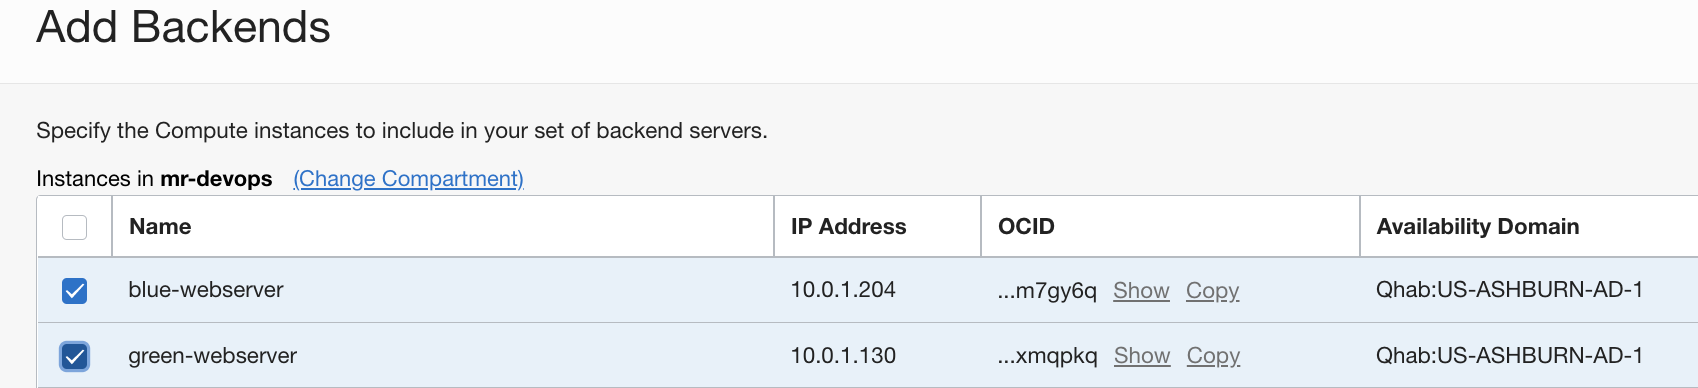 Add Backends
Specify the Compute instances to include in your set of backend servers.
Instances in mr-devops (Change Compartment)
Name IP Address OCID Availability Domain
blue-webserver 10.0.1.204 ...m7gy6q Show Copy Qhab:US-ASHBURN-AD-1
green-webserver 10.0.1.130 ...xmqpkq Show Copy Qhab:US-ASHBURN-AD-1